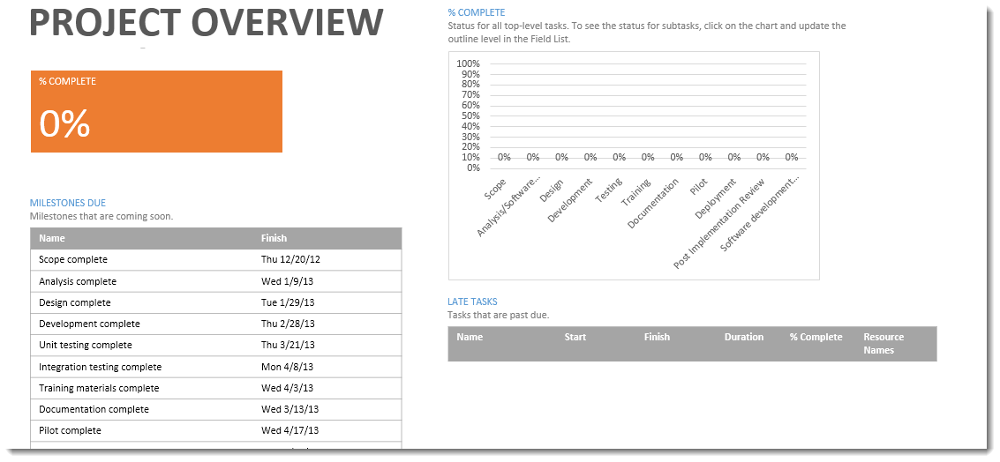 PROJECT OVERVIEW
% COMPLETE
0%
MILESTONES DUE
Milestones that are coming soon.
Name Finish
Scope complete Thu 12/20/12
Analysis complete Wed 1/9/13
Design complete Tue 1/29/13
Development complete Thu 2/28/13
Unit testing complete Thu 3/21/13
Integration testing complete Mon 4/8/13
Training materials complete Wed 4/3/13
Documentation complete Wed 3/13/13
Pilot complete Wed 4/17/13
% COMPLETE
Status for all top-level tasks. To see the status for subtasks, click on the chart and update the
outline level in the Field List.
100%
90%
80%
70%
60%
50%
40%
30%
20%
10%
0%
0% 0% 0% 0% 0% 0% 0% 0% 0% 0% 0%
Scope
Analysis/Software...
Design
Development
Testing
Training
Documentation
Pilot
Deployment
Post Implementation Review
Software development...
LATE TASKS
Tasks that are past due.
Name Start Finish Duration % Complete Resource
Names